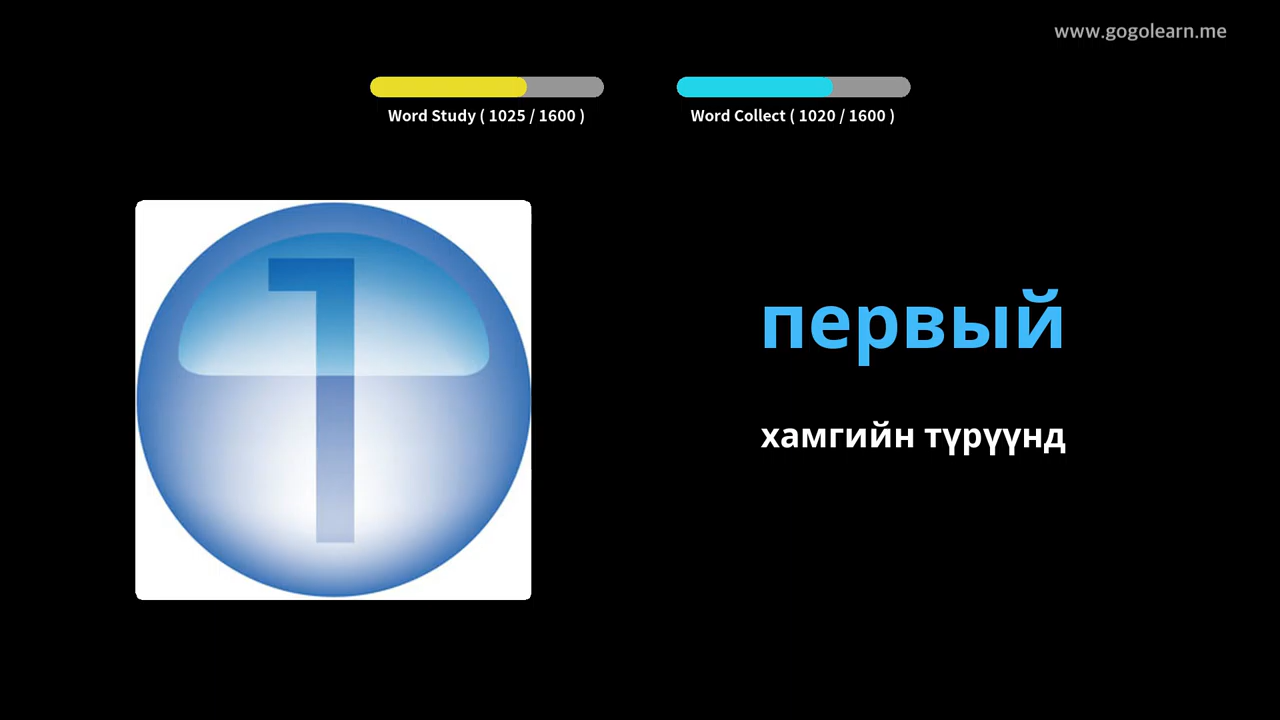 www.gogolearn.me
Word Study ( 1025 / 1600 )
Word Collect ( 1020 / 1600 )
1
первый
хамгийн түрүүнд